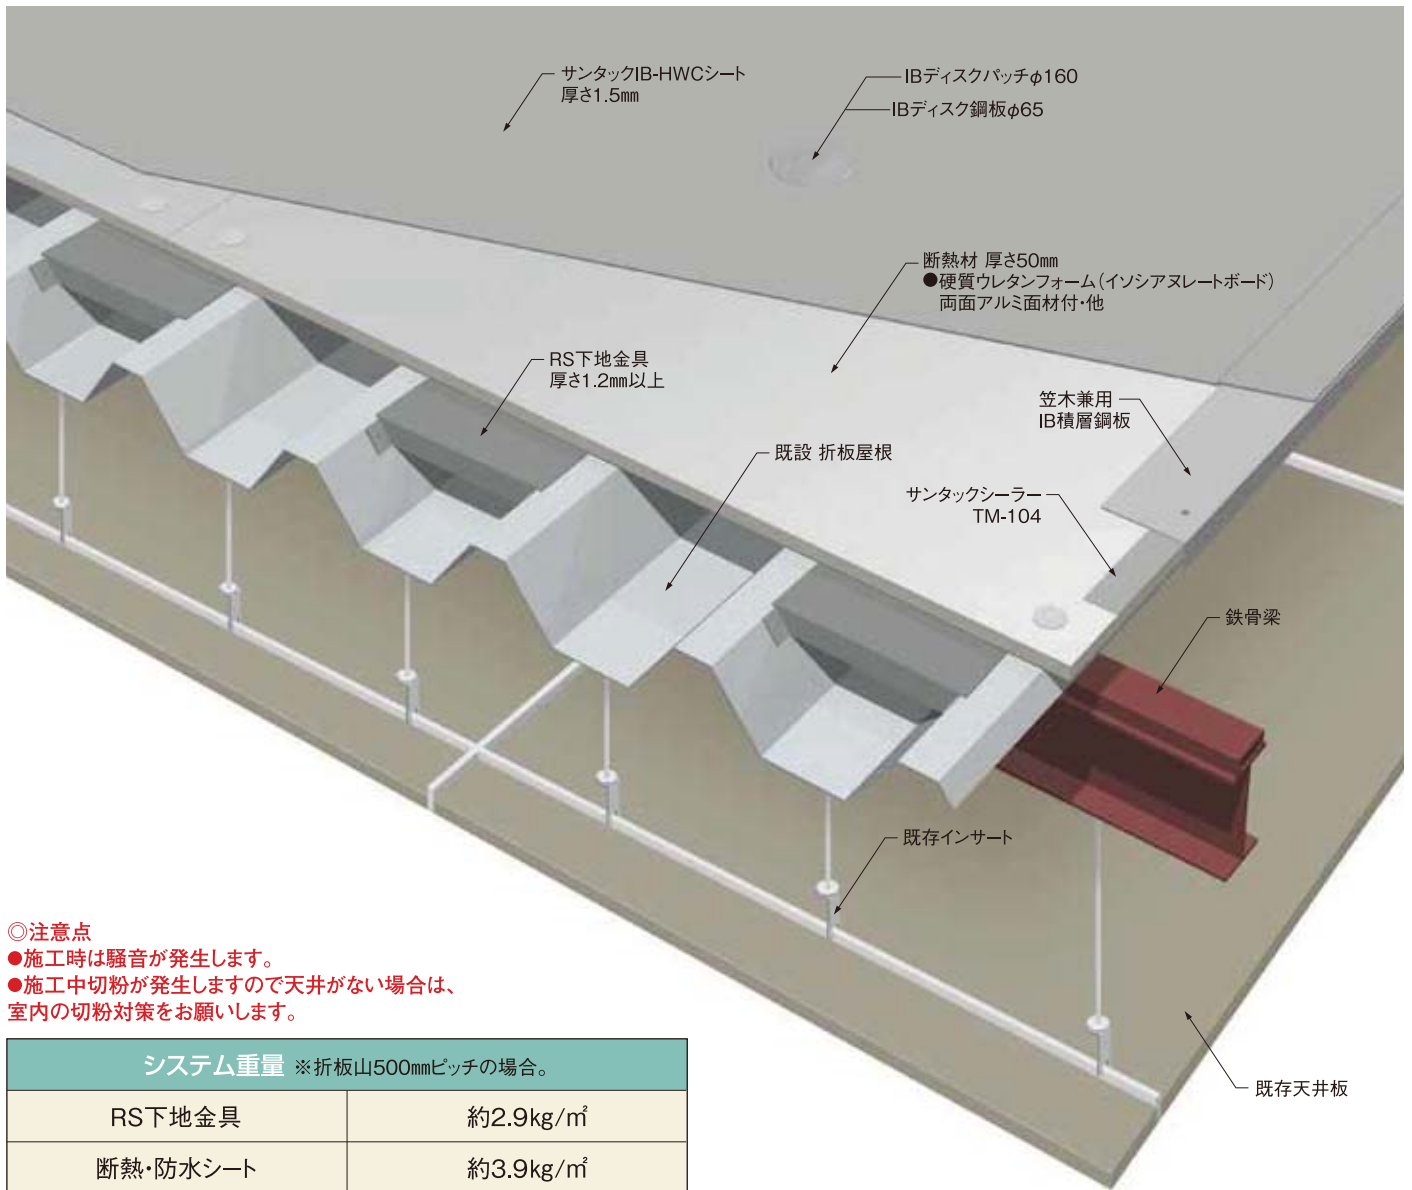 サンタックIB-HWCシート
厚さ1.5mm
IBディスクパッチφ160
IBディスク鋼板φ65
断熱材 厚さ50mm
●硬質ウレタンフォーム(イソシアヌレートボード)
両面アルミ面材付・他
RS下地金具
厚さ1.2mm以上
笠木兼用
IB積層鋼板
既設 折板屋根
サンタックシーラー
TM-104
鉄骨梁
既存インサート
既存天井板
◎注意点
●施工時は騒音が発生します。
●施工中切粉が発生しますので天井がない場合は、
室内の切粉対策をお願いします。
システム重量 ※折板山500mmピッチの場合。
RS下地金具 約2.9kg/㎡
断熱・防水シート 約3.9kg/㎡